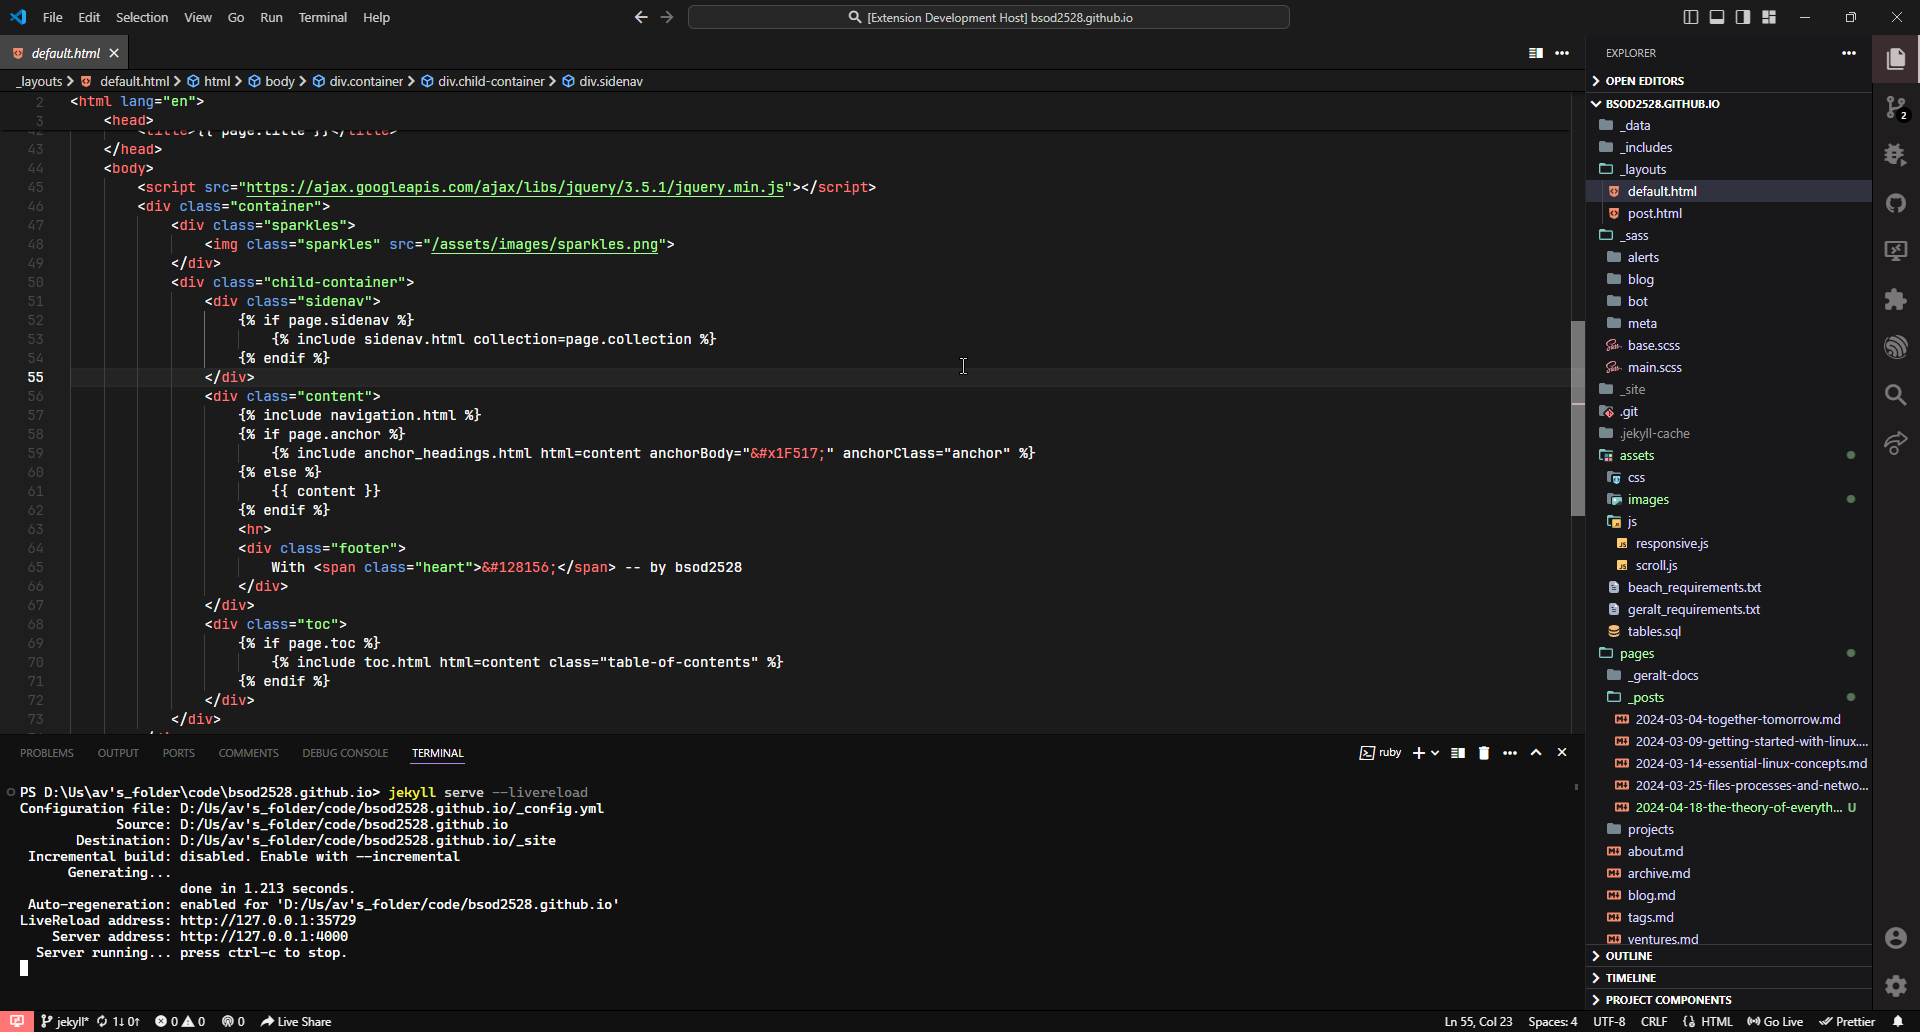 File Edit Selection View Go Run Terminal Help
[Extension Development Host] bsod2528.github.io
default.html
_layouts > default.html > html > body > div.container > div.child-container > div.sidenav
2 <html lang="en">
3 <head>
42 <title>{{ page.title }}</title>
43 </head>
44 <body>
45 <script src="https://ajax.googleapis.com/ajax/libs/jquery/3.5.1/jquery.min.js"></script>
46 <div class="container">
47 <div class="sparkles">
48 <img class="sparkles" src="/assets/images/sparkles.png">
49 </div>
50 <div class="child-container">
51 <div class="sidenav">
52 {% if page.sidenav %}
53 {% include sidenav.html collection=page.collection %}
54 {% endif %}
55 </div>
56 <div class="content">
57 {% include navigation.html %}
58 {% if page.anchor %}
59 {% include anchor_headings.html html=content anchorBody="&#x1F517;" anchorClass="anchor" %}
60 {% else %}
61 {{ content }}
62 {% endif %}
63 <hr>
64 <div class="footer">
65 With <span class="heart">&#128156;</span> -- by bsod2528
66 </div>
67 </div>
68 <div class="toc">
69 {% if page.toc %}
70 {% include toc.html html=content class="table-of-contents" %}
71 {% endif %}
72 </div>
73 </div>
PROBLEMS OUTPUT PORTS COMMENTS DEBUG CONSOLE TERMINAL
ruby
PS D:\Us\av's_folder\code\bsod2528.github.io> jekyll serve --livereload
Configuration file: D:/Us/av's_folder/code/bsod2528.github.io/_config.yml
Source: D:/Us/av's_folder/code/bsod2528.github.io
Destination: D:/Us/av's_folder/code/bsod2528.github.io/_site
Incremental build: disabled. Enable with --incremental
Generating...
done in 1.213 seconds.
Auto-regeneration: enabled for 'D:/Us/av's_folder/code/bsod2528.github.io'
LiveReload address: http://127.0.0.1:35729
Server address: http://127.0.0.1:4000
Server running... press ctrl-c to stop.
EXPLORER
OPEN EDITORS
BSOD2528.GITHUB.IO
_data
_includes
_layouts
default.html
post.html
_sass
alerts
blog
bot
meta
base.scss
main.scss
_site
.git
.jekyll-cache
assets
css
images
js
responsive.js
scroll.js
beach_requirements.txt
geralt_requirements.txt
tables.sql
pages
_geralt-docs
_posts
2024-03-04-together-tomorrow.md
2024-03-09-getting-started-with-linux....
2024-03-14-essential-linux-concepts.md
2024-03-25-files-processes-and-netwo...
2024-04-18-the-theory-of-everyth... U
projects
about.md
archive.md
blog.md
tags.md
ventures.md
OUTLINE
TIMELINE
PROJECT COMPONENTS
2
jekyll* 1↓ 0↑ 0 0 0 Live Share
Ln 55, Col 23 Spaces: 4 UTF-8 CRLF HTML Go Live Prettier